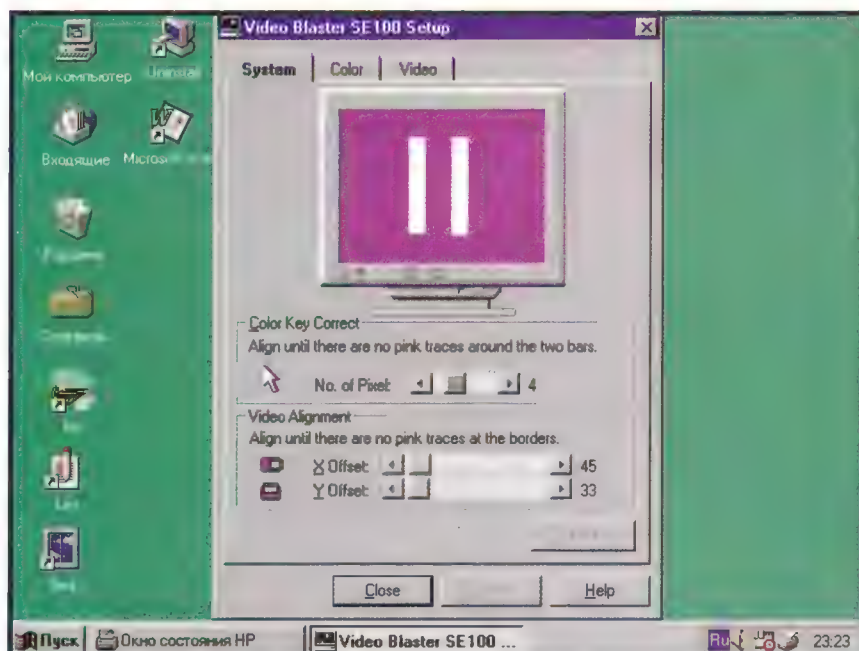 Video Blaster SE100 Setup
Мой компьютер
Uninstall
Входящие
Microsoft
System
Color
Video
Color Key Correct
Align until there are no pink traces around the two bars.
No. of Pixel: 4
Video Alignment
Align until there are no pink traces at the borders.
X Offset: 45
Y Offset: 33
Close
Help
Пуск
Окно состояния HP
Video Blaster SE100 ...
Ru
23:23